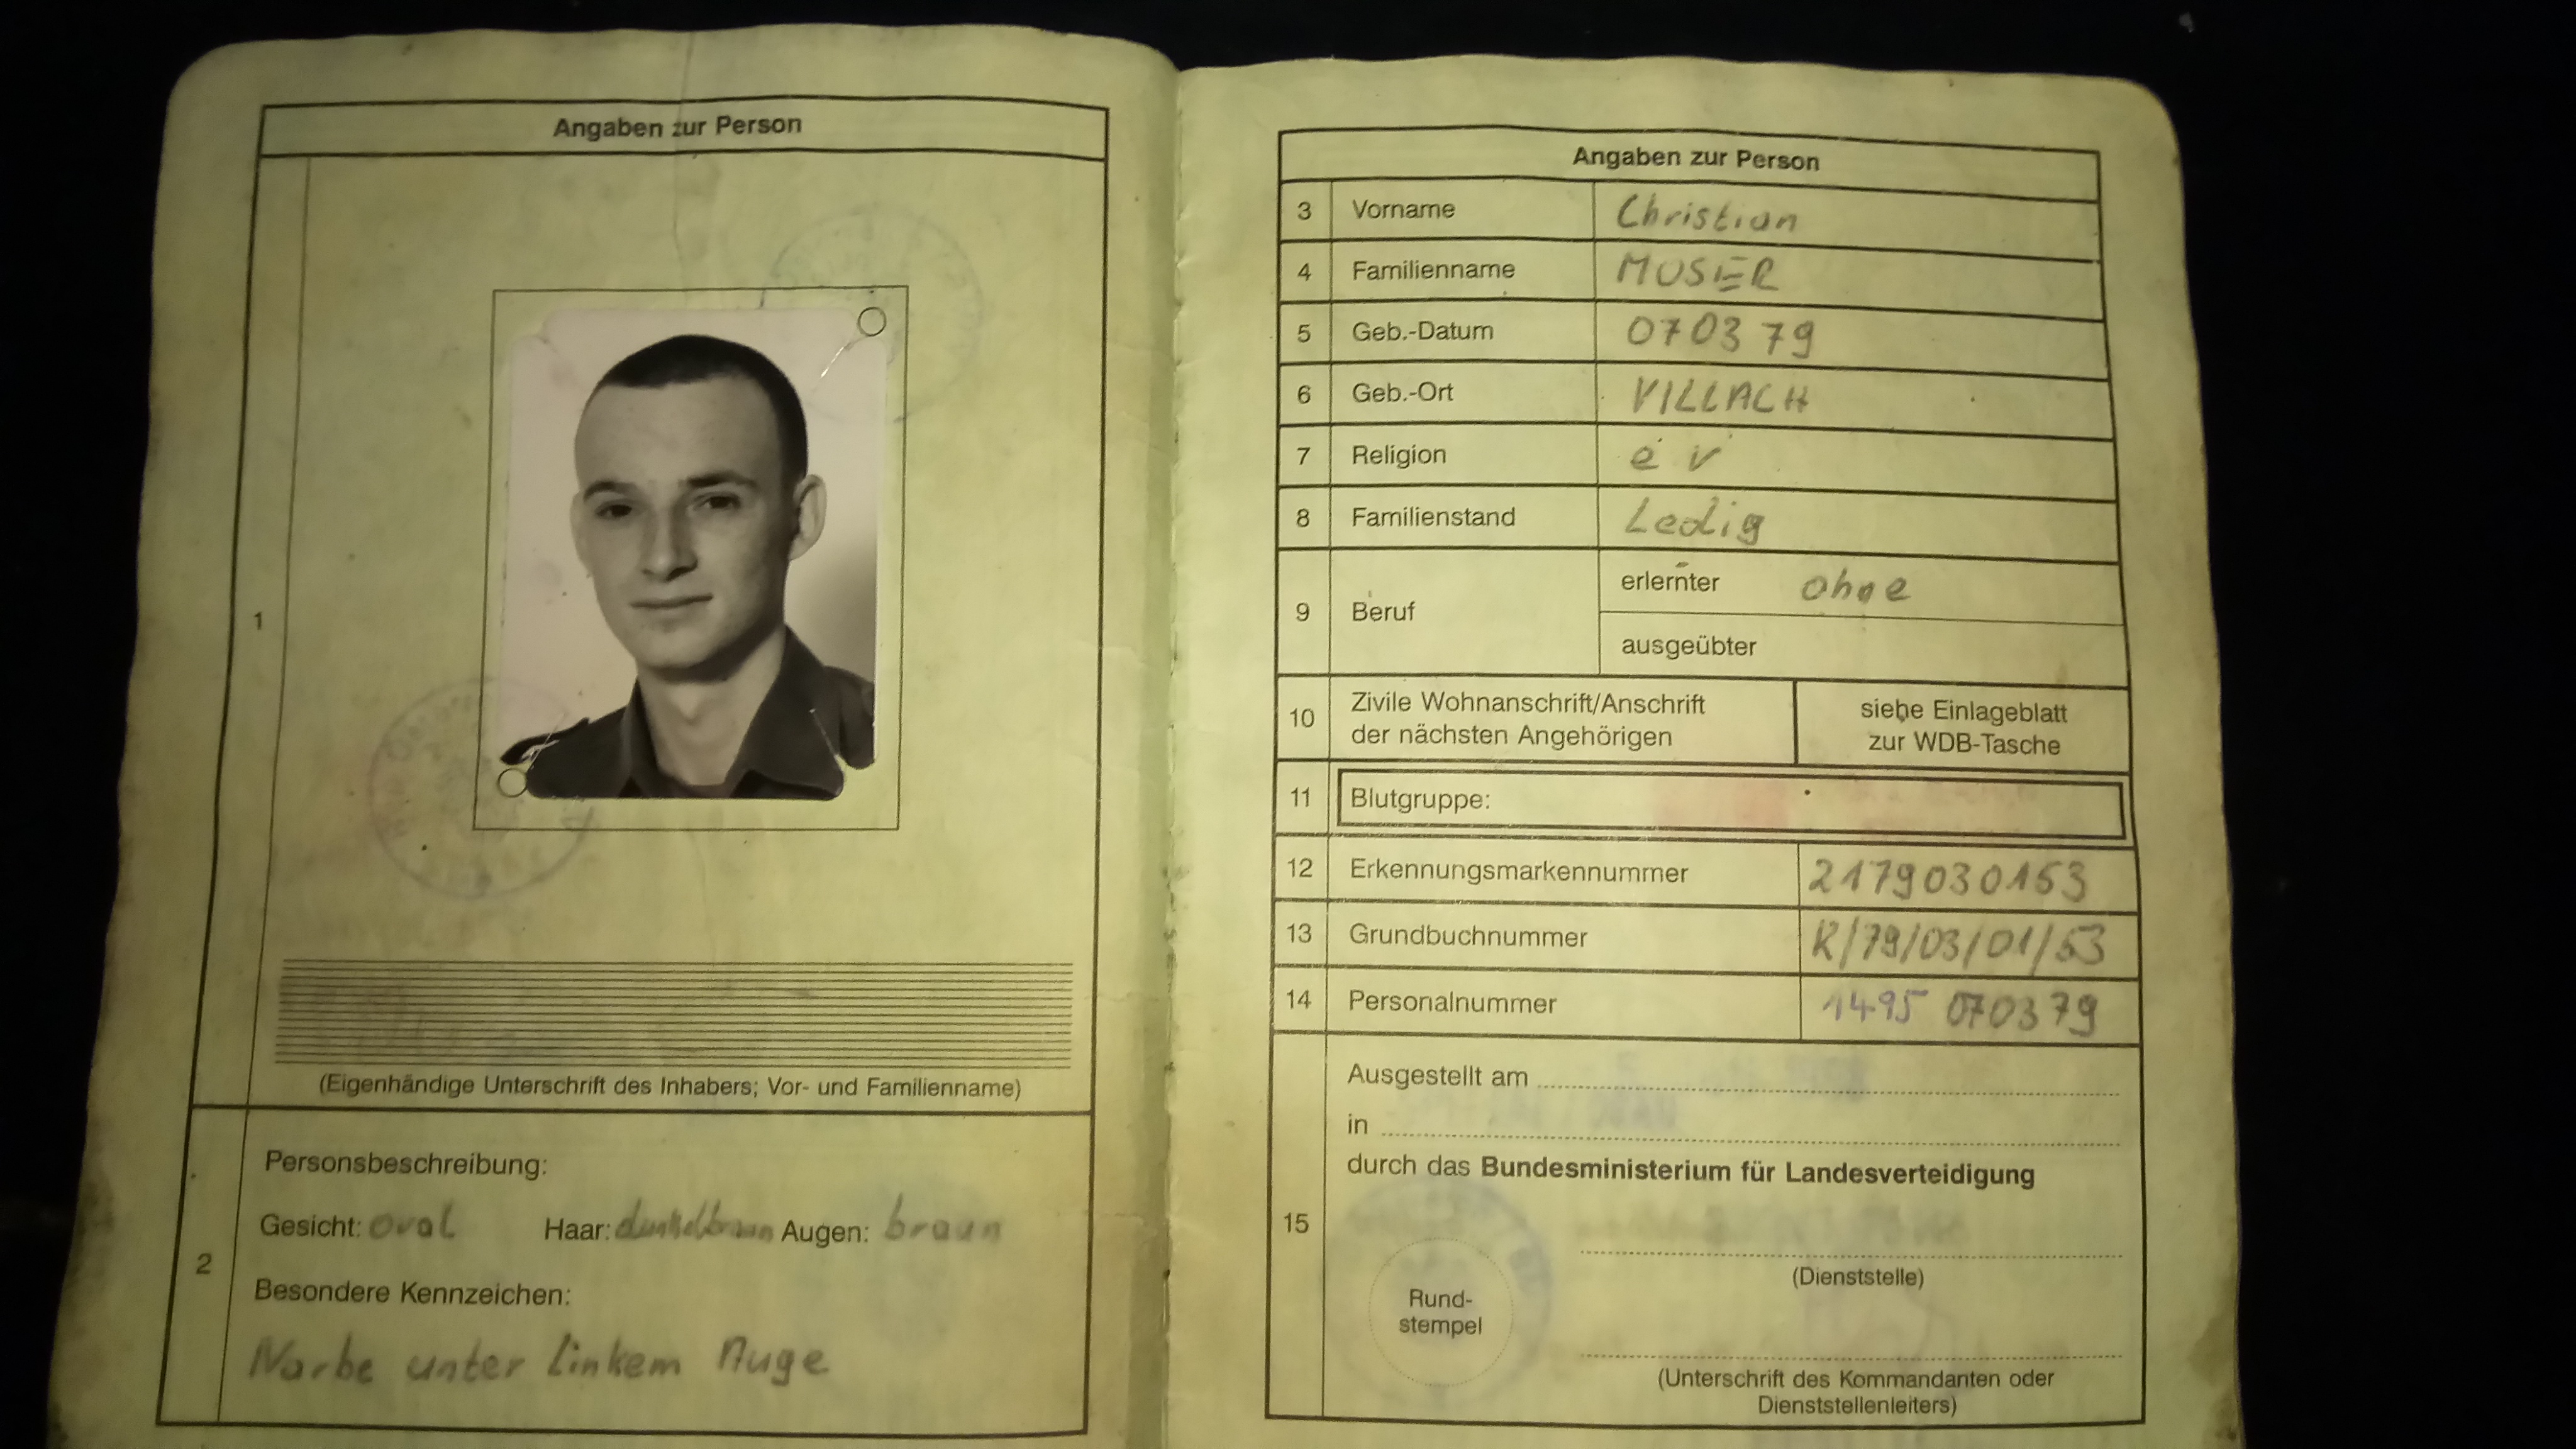 Angaben zur Person
1
(Eigenhändige Unterschrift des Inhabers; Vor- und Familienname)
2
Personsbeschreibung:
Gesicht: oval Haar: dunkelbraun Augen: braun
Besondere Kennzeichen:
Narbe unter linkem Auge
Angaben zur Person
3 Vorname Christian
4 Familienname MOSER
5 Geb.-Datum 070379
6 Geb.-Ort VILLACH
7 Religion ev
8 Familienstand Ledig
9 Beruf
erlernter ohne
ausgeübter
10 Zivile Wohnanschrift/Anschrift
der nächsten Angehörigen
siehe Einlageblatt
zur WDB-Tasche
11 Blutgruppe:
12 Erkennungsmarkennummer 2179030153
13 Grundbuchnummer K/79/03/01/53
14 Personalnummer 1495 070379
15
Ausgestellt am
in
durch das Bundesministerium für Landesverteidigung
(Dienststelle)
Rund-
stempel
(Unterschrift des Kommandanten oder
Dienststellenleiters)